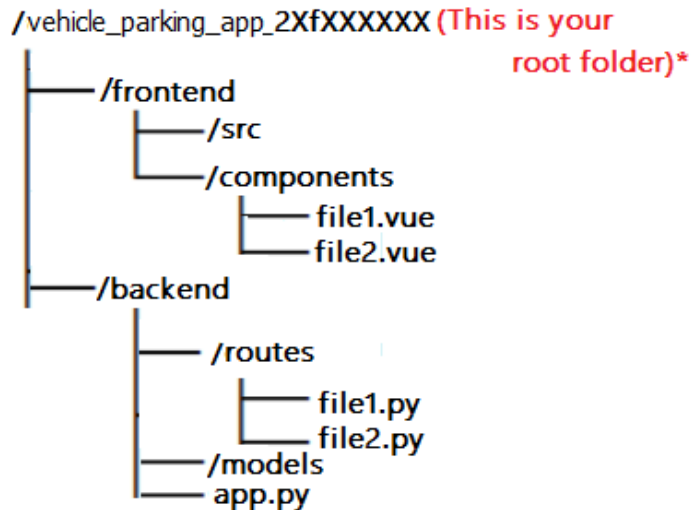 /vehicle_parking_app_2XfXXXXXX (This is your
root folder)*
/frontend
/src
/components
file1.vue
file2.vue
/backend
/routes
file1.py
file2.py
/models
app.py